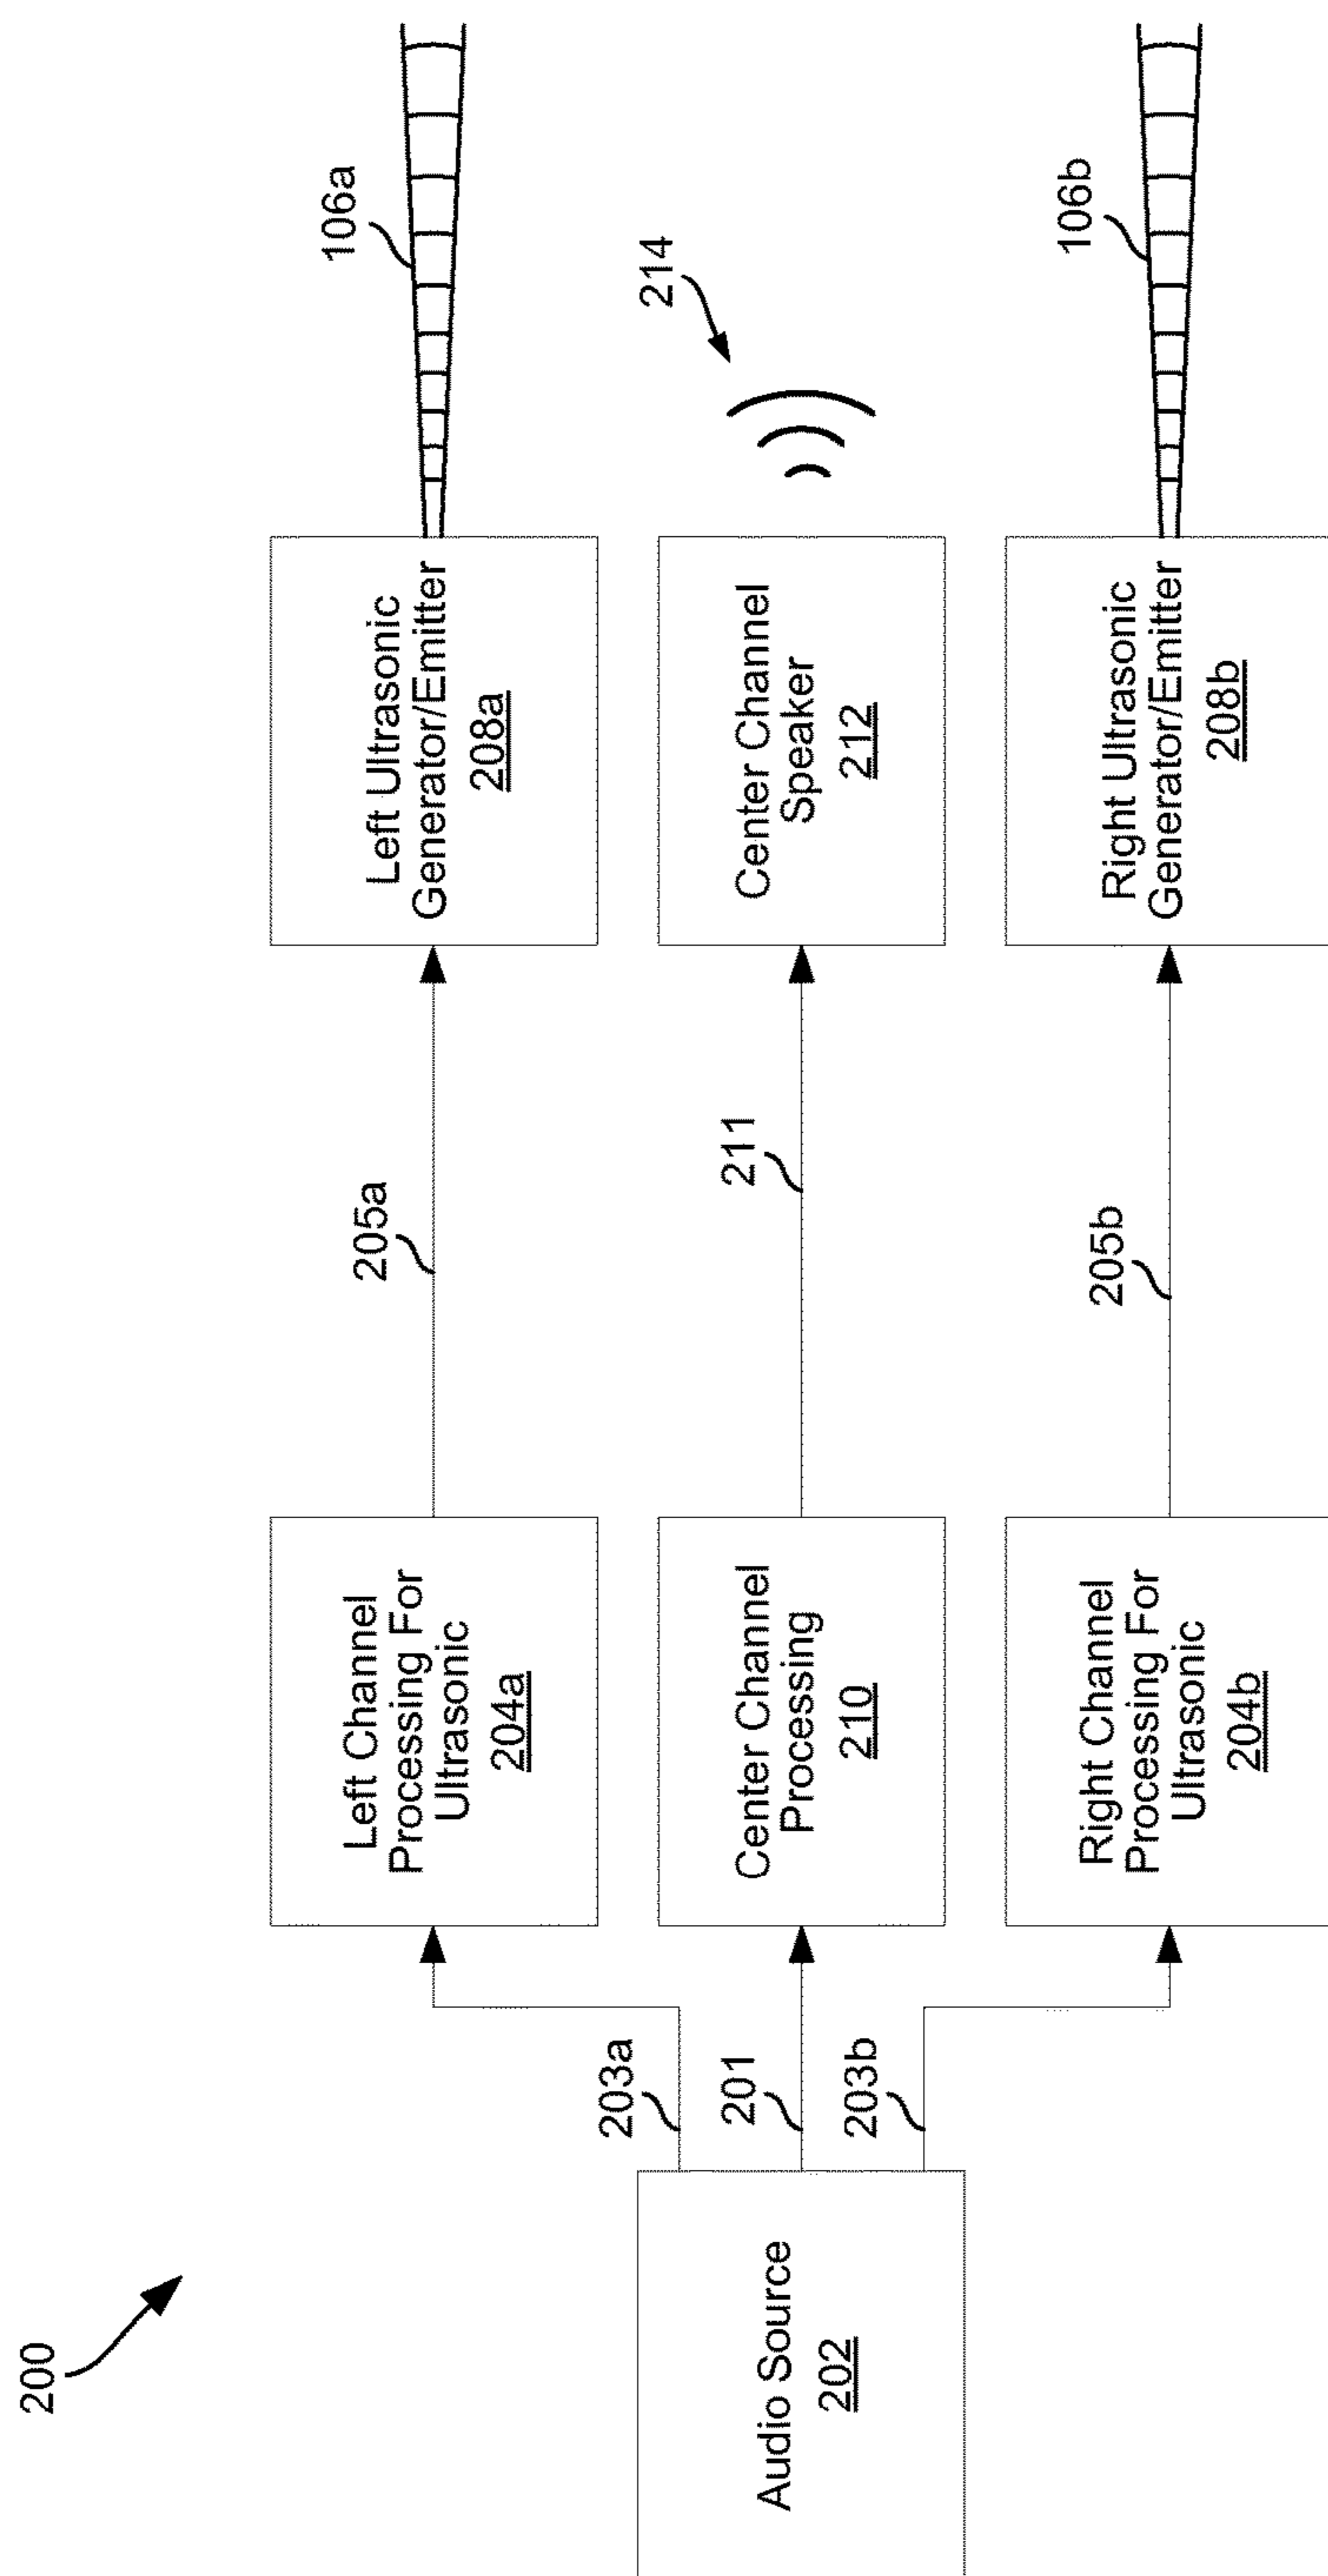 200
Audio Source
202
203a
201
203b
Left Channel
Processing For
Ultrasonic
204a
Center Channel
Processing
210
Right Channel
Processing For
Ultrasonic
204b
205a
211
205b
Left Ultrasonic
Generator/Emitter
208a
Center Channel
Speaker
212
Right Ultrasonic
Generator/Emitter
208b
106a
214
106b